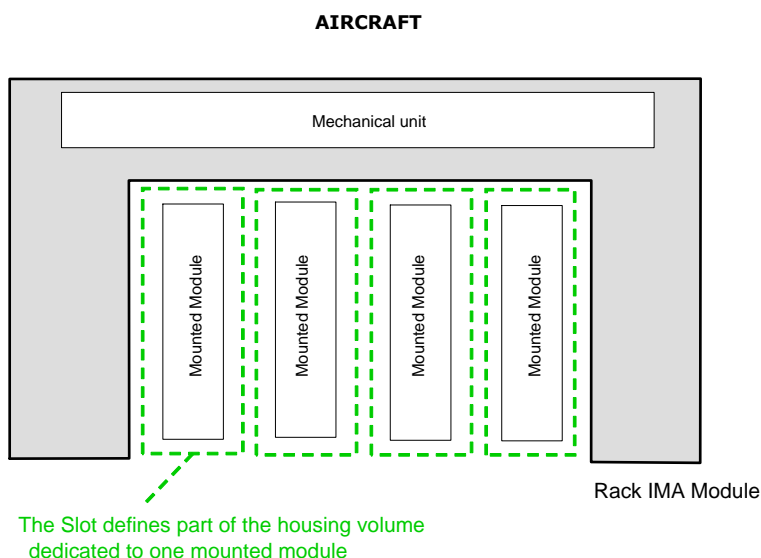 AIRCRAFT
Mechanical unit
Mounted Module
Mounted Module
Mounted Module
Mounted Module
Rack IMA Module
The Slot defines part of the housing volume
dedicated to one mounted module